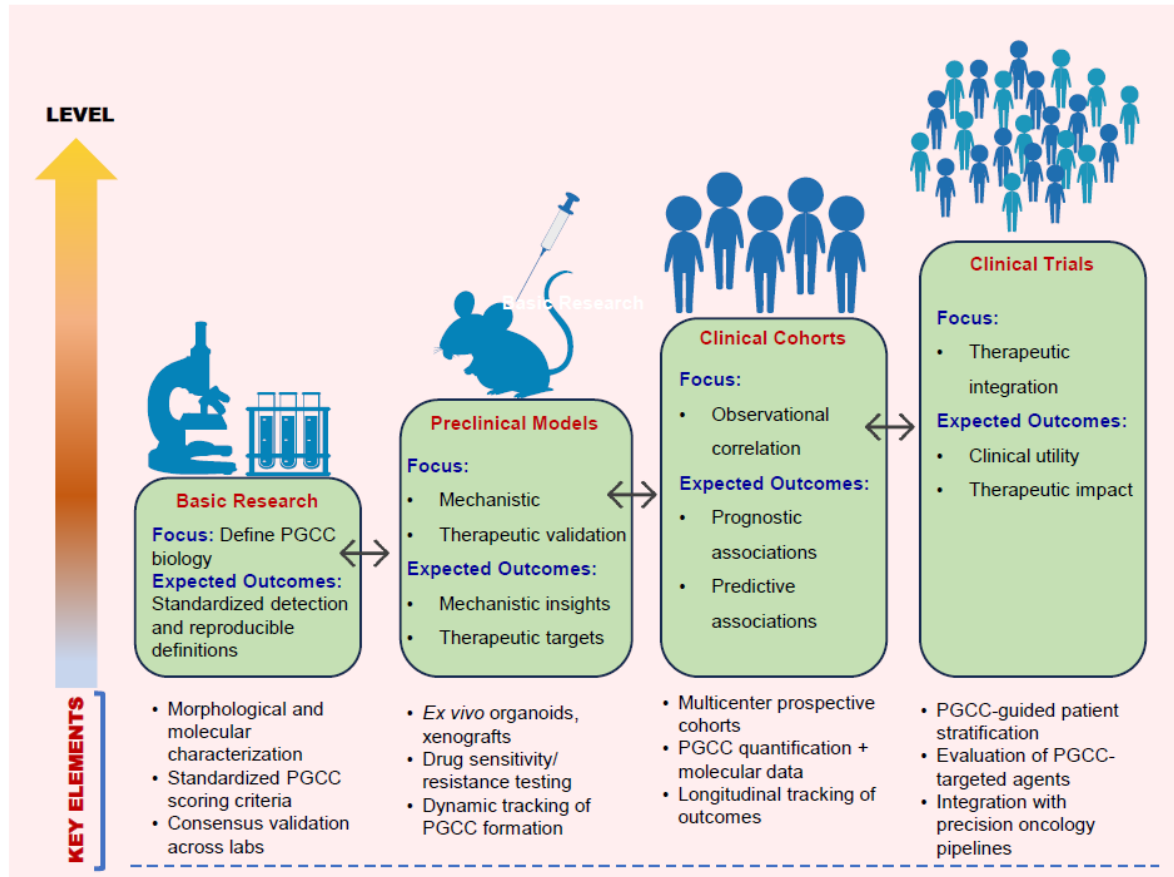 LEVEL
Basic Research
Basic Research
Focus: Define PGCC
biology
Expected Outcomes:
Standardized detection
and reproducible
definitions
Preclinical Models
Focus:
• Mechanistic
• Therapeutic validation
Expected Outcomes:
• Mechanistic insights
• Therapeutic targets
Clinical Cohorts
Focus:
• Observational
correlation
Expected Outcomes:
• Prognostic
associations
• Predictive
associations
Clinical Trials
Focus:
• Therapeutic
integration
Expected Outcomes:
• Clinical utility
• Therapeutic impact
KEY ELEMENTS
• Morphological and
molecular
characterization
• Standardized PGCC
scoring criteria
• Consensus validation
across labs
• Ex vivo organoids,
xenografts
• Drug sensitivity/
resistance testing
• Dynamic tracking of
PGCC formation
• Multicenter prospective
cohorts
• PGCC quantification +
molecular data
• Longitudinal tracking of
outcomes
• PGCC-guided patient
stratification
• Evaluation of PGCC-
targeted agents
• Integration with
precision oncology
pipelines